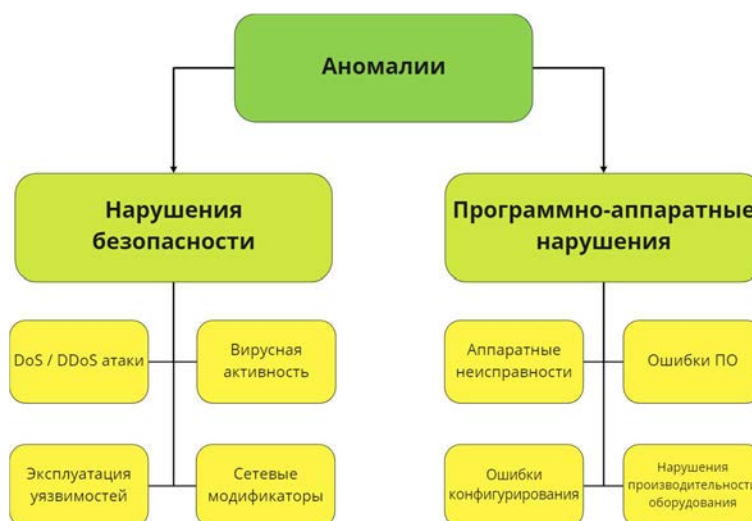 Аномалии
Нарушения
безопасности
Программно-аппаратные
нарушения
DoS / DDoS атаки
Вирусная
активность
Аппаратные
неисправности
Ошибки ПО
Эксплуатация
уязвимостей
Сетевые
модификаторы
Ошибки
конфигурирования
Нарушения
производительности
оборудования